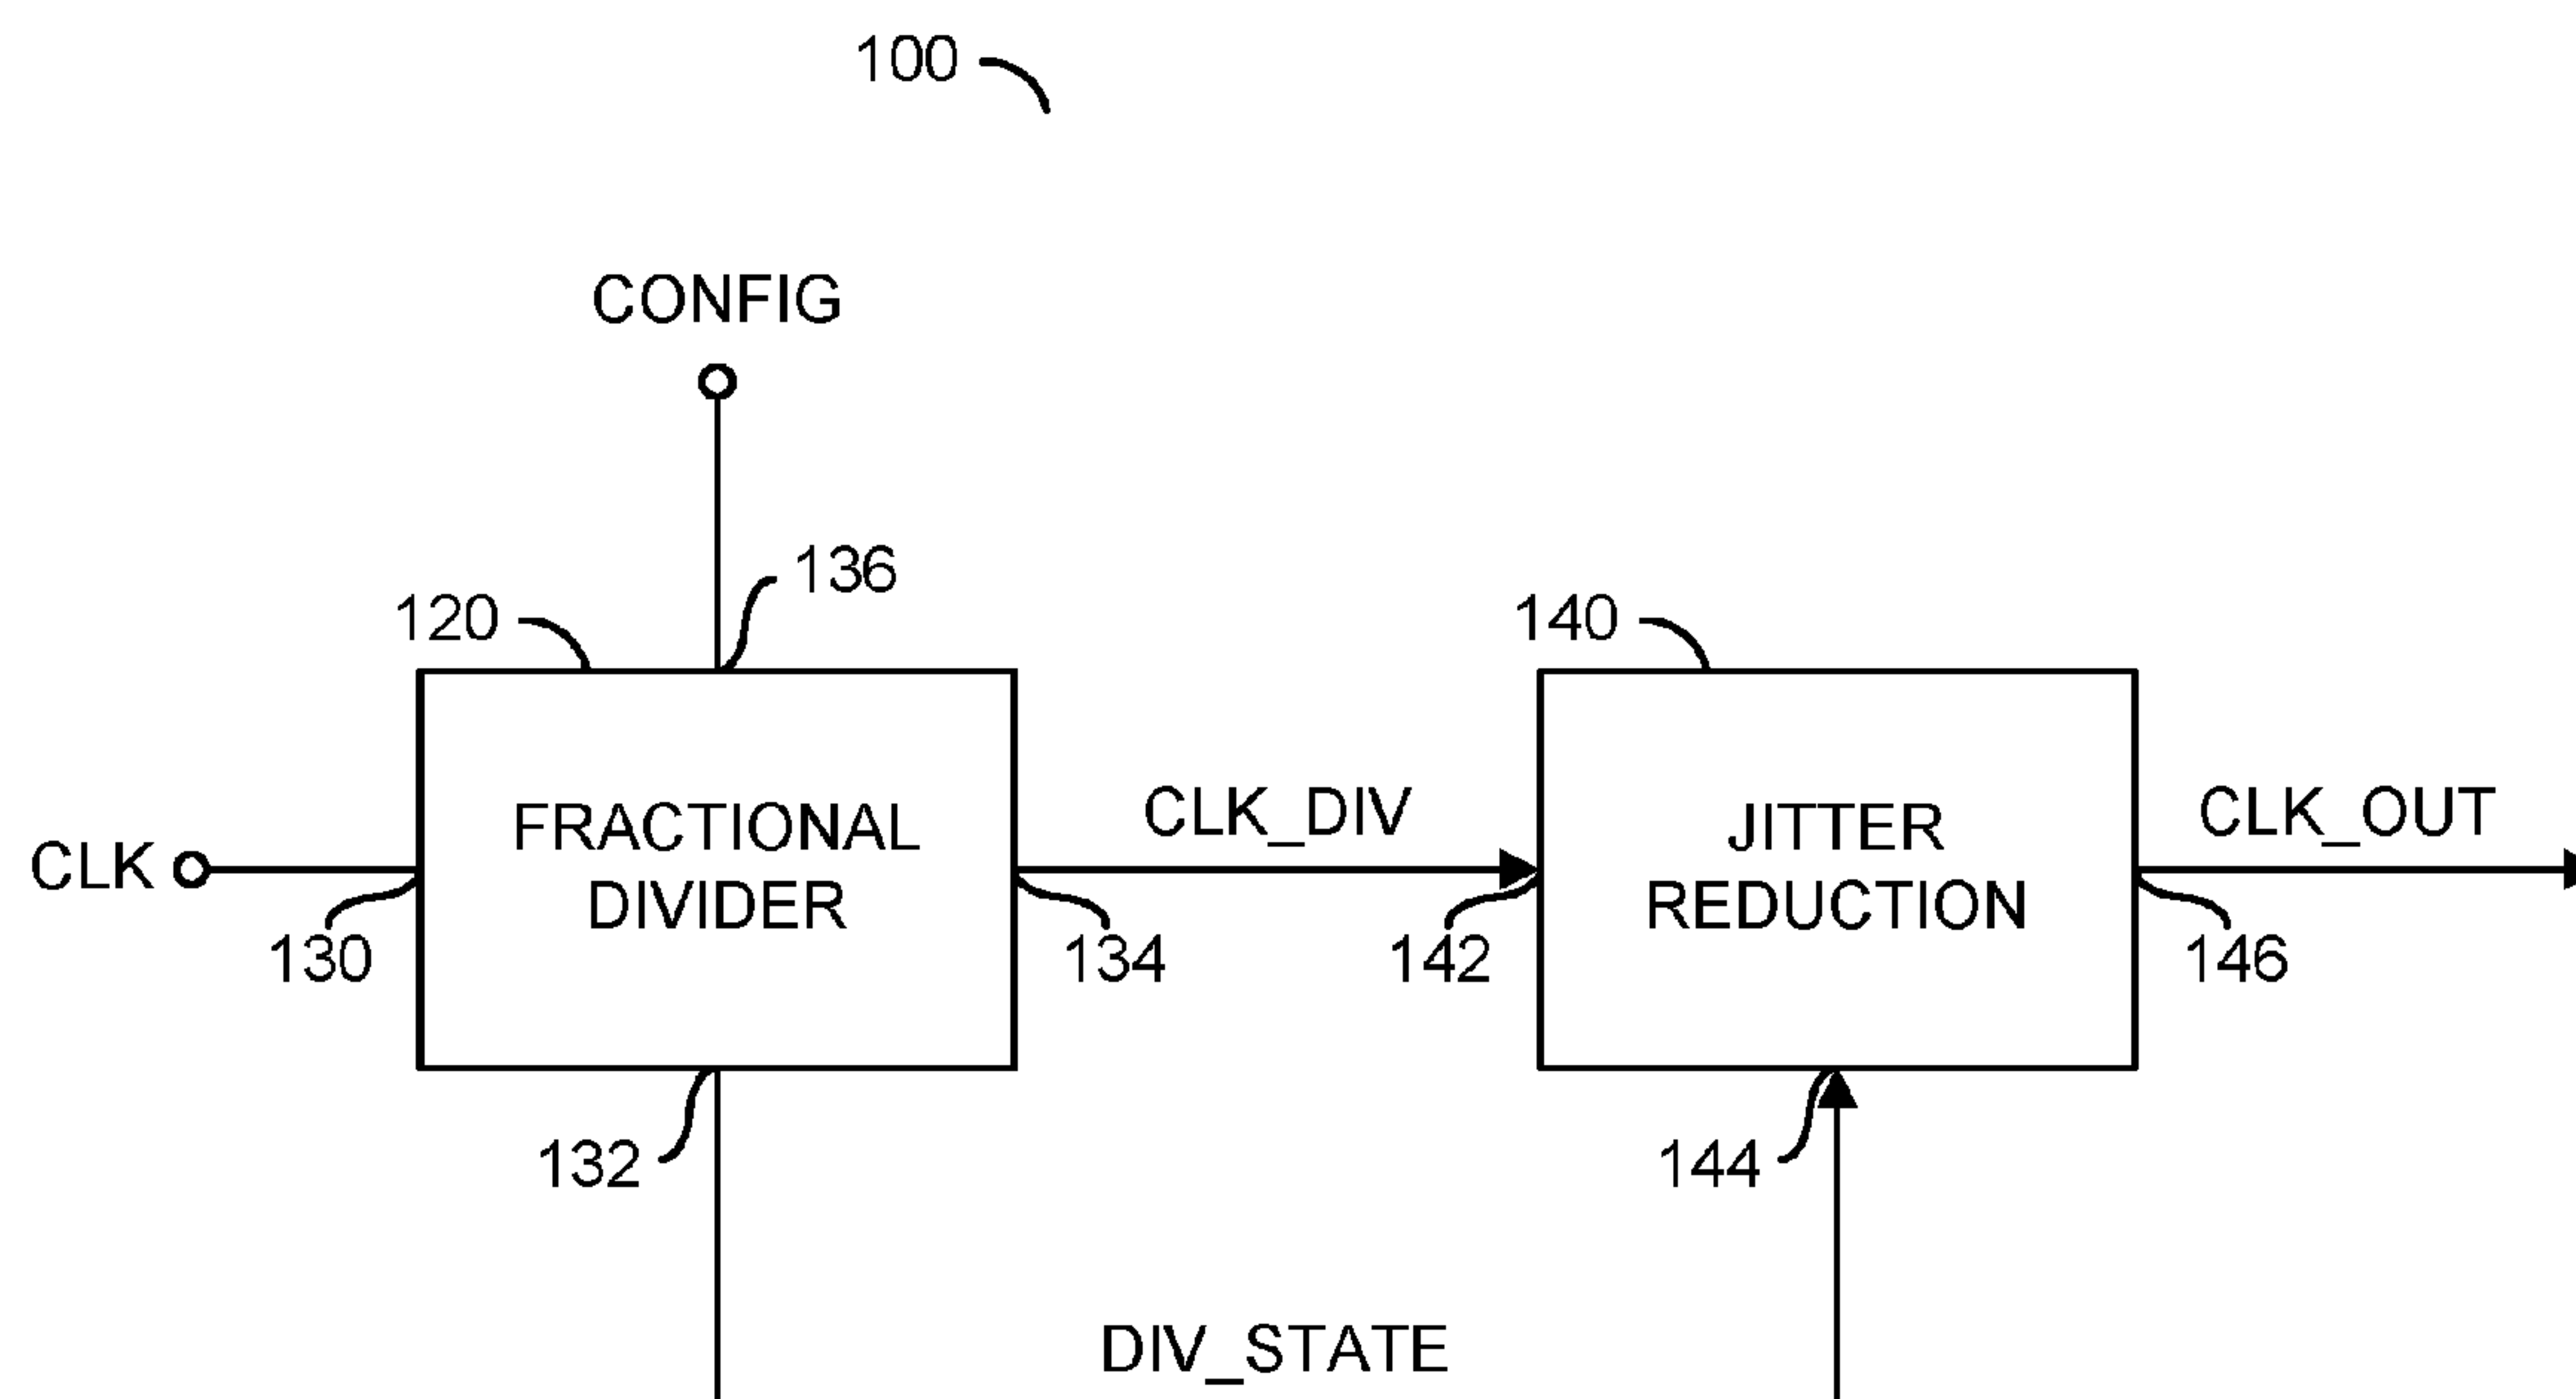 100
CONFIG
136
120
140
CLK
FRACTIONAL
DIVIDER
CLK_DIV
JITTER
REDUCTION
CLK_OUT
130
134
142
146
132
144
DIV_STATE